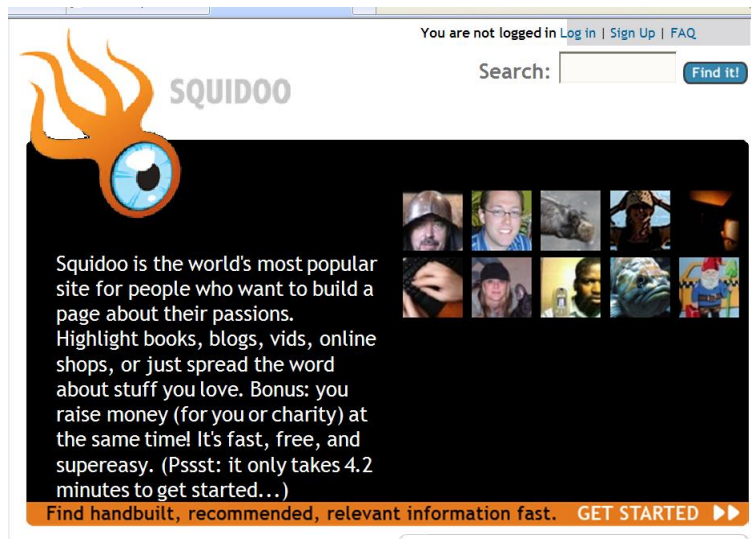 You are not logged in Log in | Sign Up | FAQ
SQUIDOO
Search: Find it!
Squidoo is the world's most popular
site for people who want to build a
page about their passions.
Highlight books, blogs, vids, online
shops, or just spread the word
about stuff you love. Bonus: you
raise money (for you or charity) at
the same time! It's fast, free, and
supereasy. (Pssst: it only takes 4.2
minutes to get started...)
Find handbuilt, recommended, relevant information fast. GET STARTED